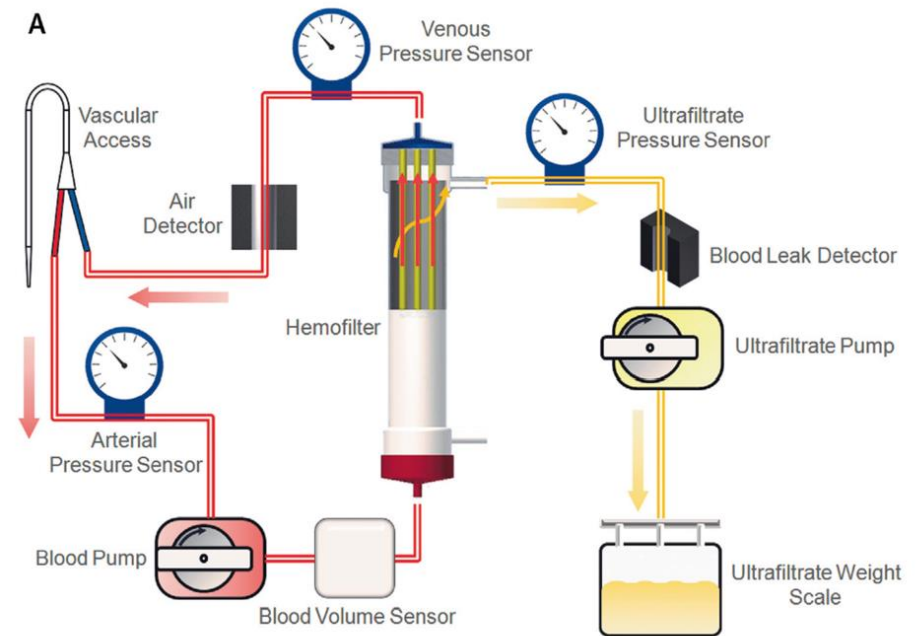 A
Venous
Pressure Sensor
Vascular
Access
Ultrafiltrate
Pressure Sensor
Air
Detector
Blood Leak Detector
Hemofilter
Ultrafiltrate Pump
Arterial
Pressure Sensor
Blood Pump
Blood Volume Sensor
Ultrafiltrate Weight
Scale